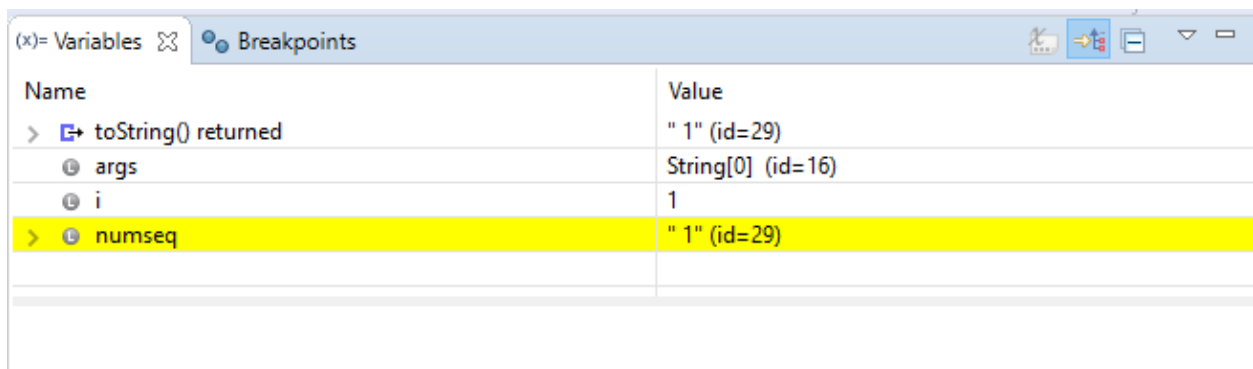 (x)= Variables Breakpoints
Name Value
toString() returned " 1" (id=29)
args String[0] (id=16)
i 1
numseq " 1" (id=29)